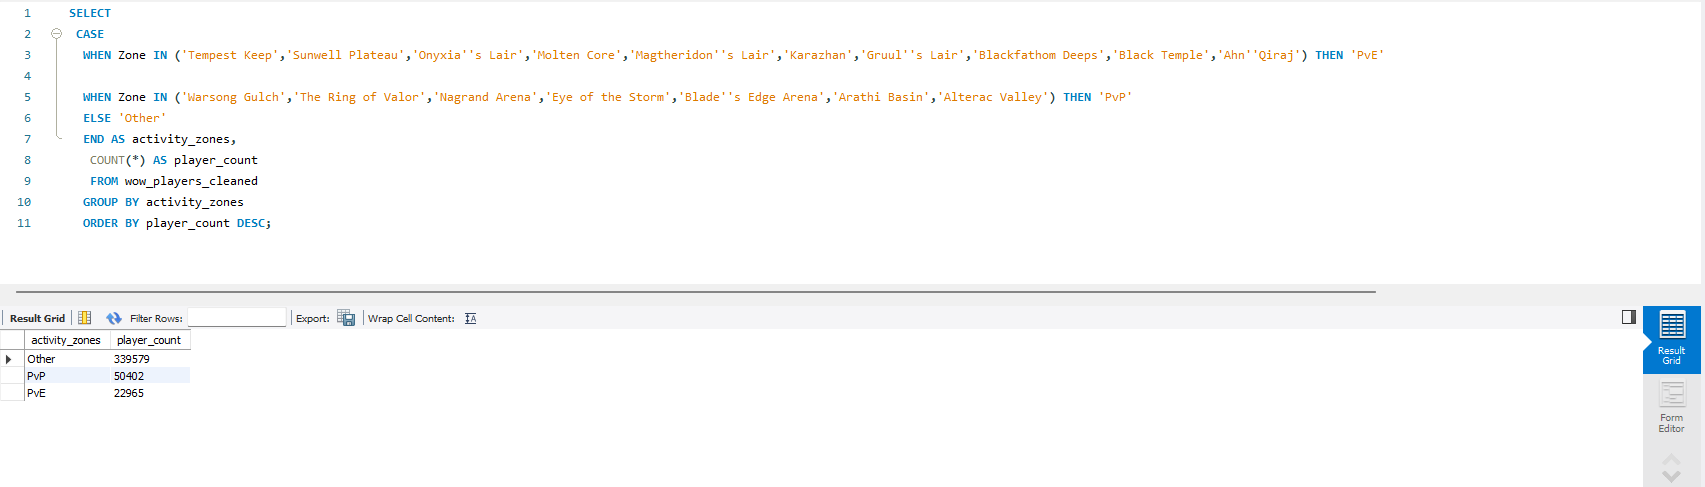 1 SELECT
2 CASE
3 WHEN Zone IN ('Tempest Keep','Sunwell Plateau','Onyxia''s Lair','Molten Core','Magtheridon''s Lair','Karazhan','Gruul''s Lair','Blackfathom Deeps','Black Temple','Ahn''Qiraj') THEN 'PvE'
4
5 WHEN Zone IN ('Warsong Gulch','The Ring of Valor','Nagrand Arena','Eye of the Storm','Blade''s Edge Arena','Arathi Basin','Alterac Valley') THEN 'PvP'
6 ELSE 'Other'
7 END AS activity_zones,
8 COUNT(*) AS player_count
9 FROM wow_players_cleaned
10 GROUP BY activity_zones
11 ORDER BY player_count DESC;
Result Grid Filter Rows: Export: Wrap Cell Content:
activity_zones player_count
Other 339579
PvP 50402
PvE 22965
Result
Grid
Form
Editor